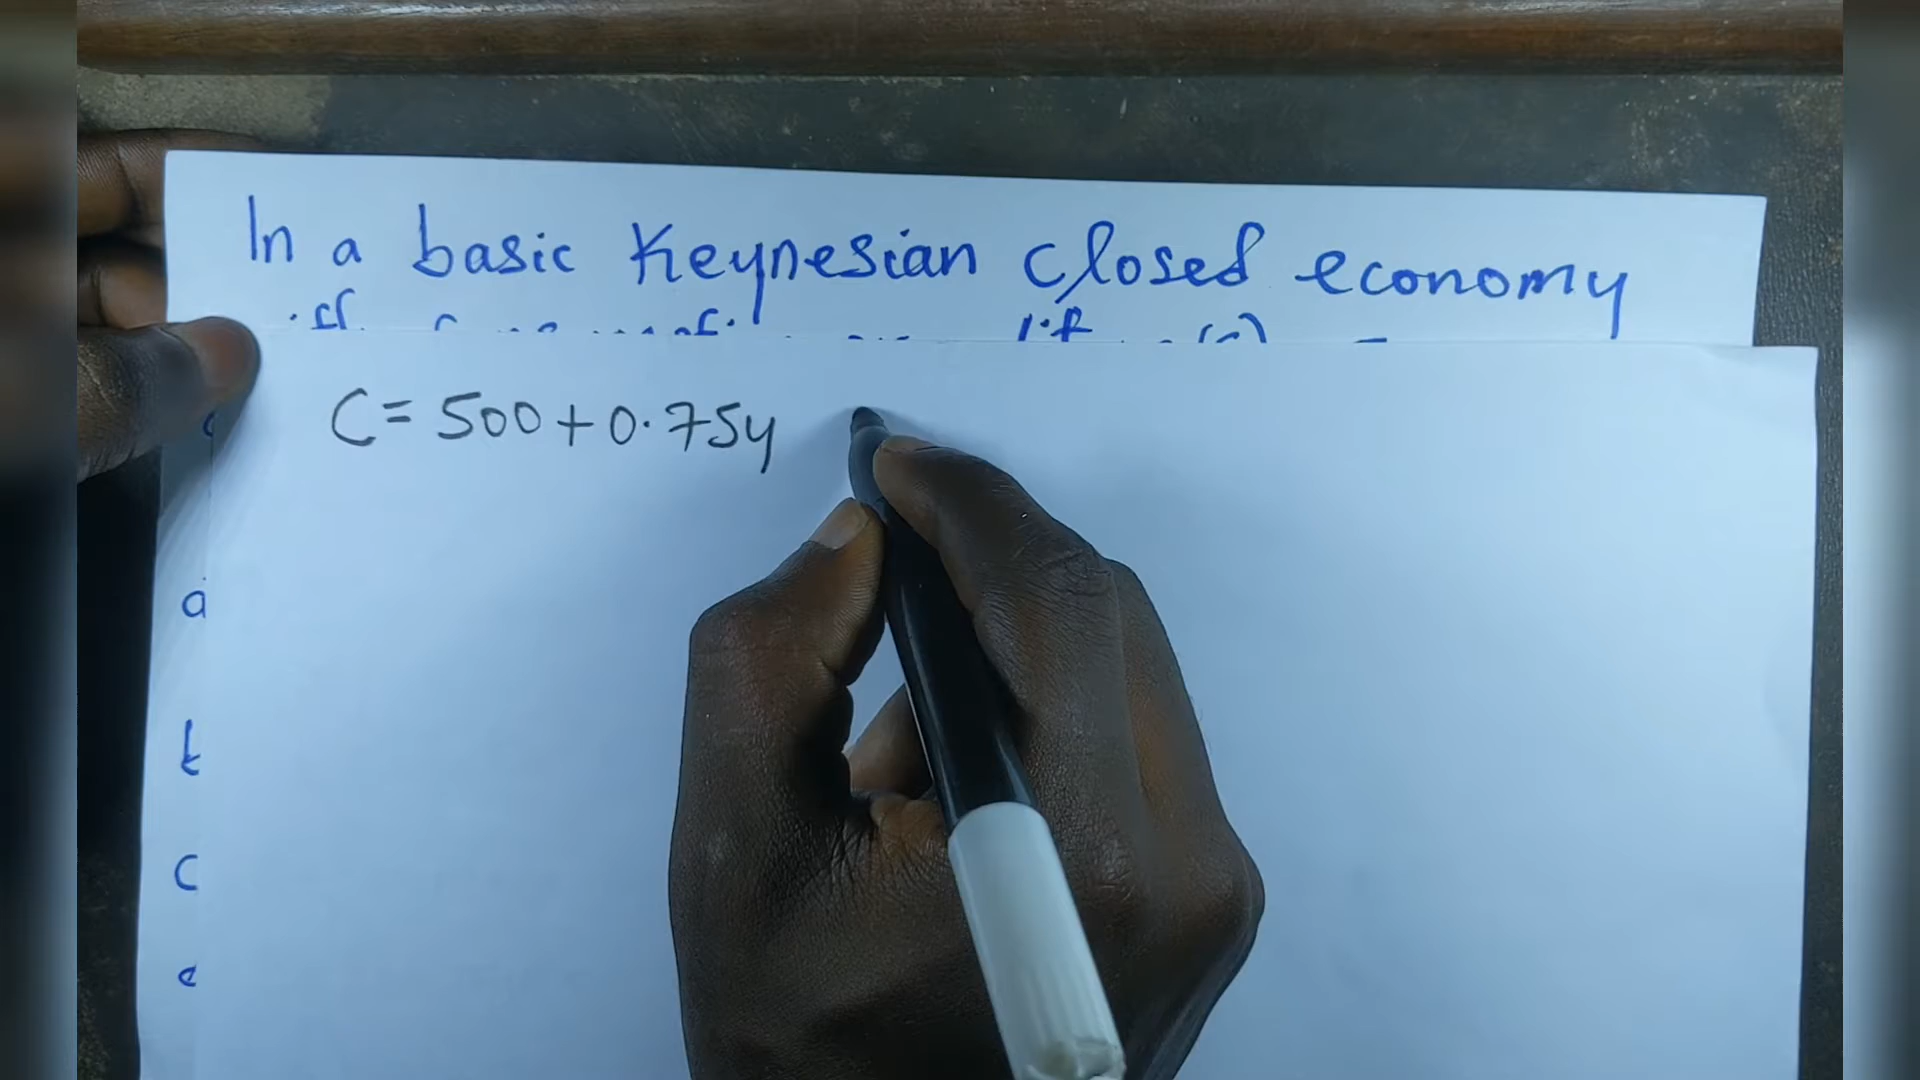 In a basic Keynesian closed economy
C = 500 + 0.75y
a
c
e